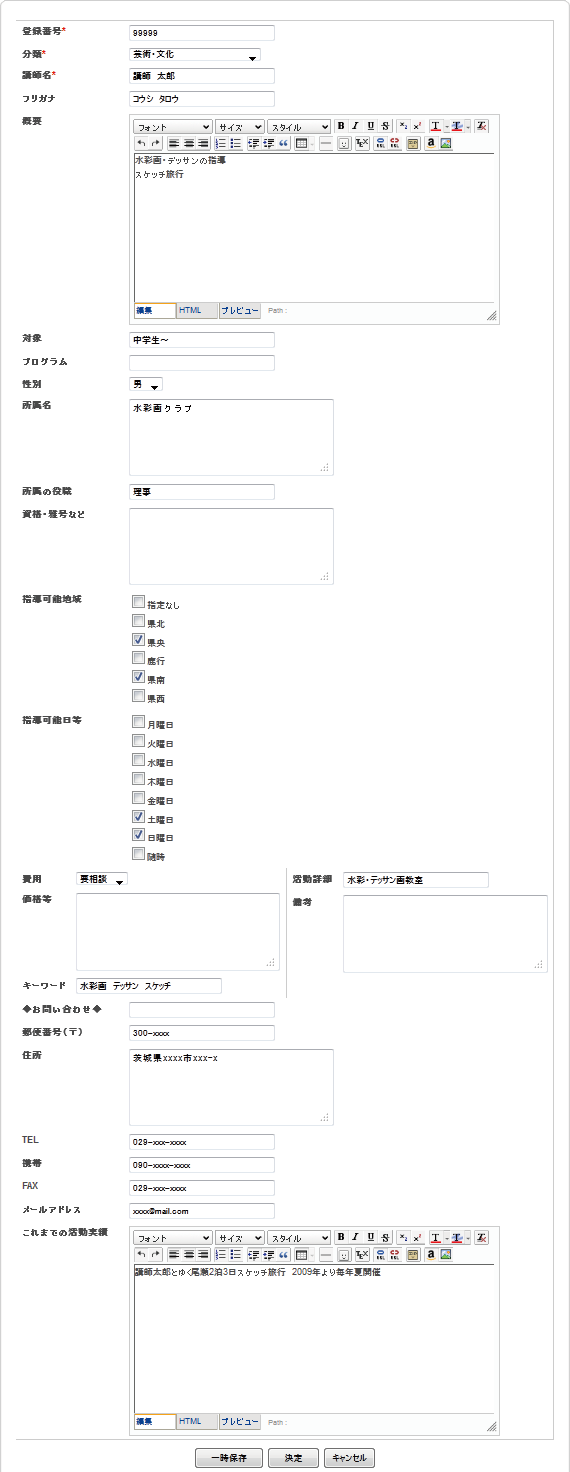 登録番号* 99999
分類* 芸術・文化
講師名* 講師 太郎
フリガナ コウシ タロウ
概要
フォント サイズ スタイル B I U S
水彩画・デッサンの指導
スケッチ旅行
編集 HTML プレビュー Path :
対象 中学生～
プログラム
性別 男
所属名 水彩画クラブ
所属の役職 理事
資格・雅号など
指導可能地域 指定なし
県北
県央
鹿行
県南
県西
指導可能日等 月曜日
火曜日
水曜日
木曜日
金曜日
土曜日
日曜日
随時
費用 要相談 活動詳細 水彩・デッサン画教室
価格等 備考
キーワード 水彩画 デッサン スケッチ
◆お問い合わせ◆
郵便番号(〒) 300-xxxx
住所 茨城県xxxx市xxx-x
TEL 029-xxx-xxxx
携帯 090-xxxx-xxxx
FAX 029-xxx-xxxx
メールアドレス xxxx@mail.com
これまでの活動実績
フォント サイズ スタイル B I U S
講師太郎とゆく尾瀬2泊3日スケッチ旅行 2009年より毎年夏開催
編集 HTML プレビュー Path :
一時保存 決定 キャンセル